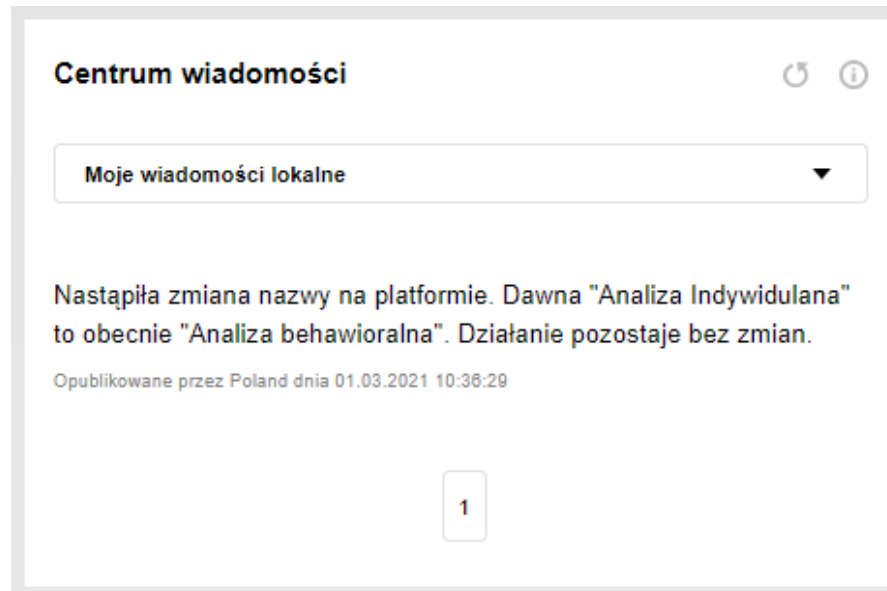 Centrum wiadomości
Moje wiadomości lokalne
Nastąpiła zmiana nazwy na platformie. Dawna "Analiza Indywidulana"
to obecnie "Analiza behawioralna". Działanie pozostaje bez zmian.
Opublikowane przez Poland dnia 01.03.2021 10:36:29
1